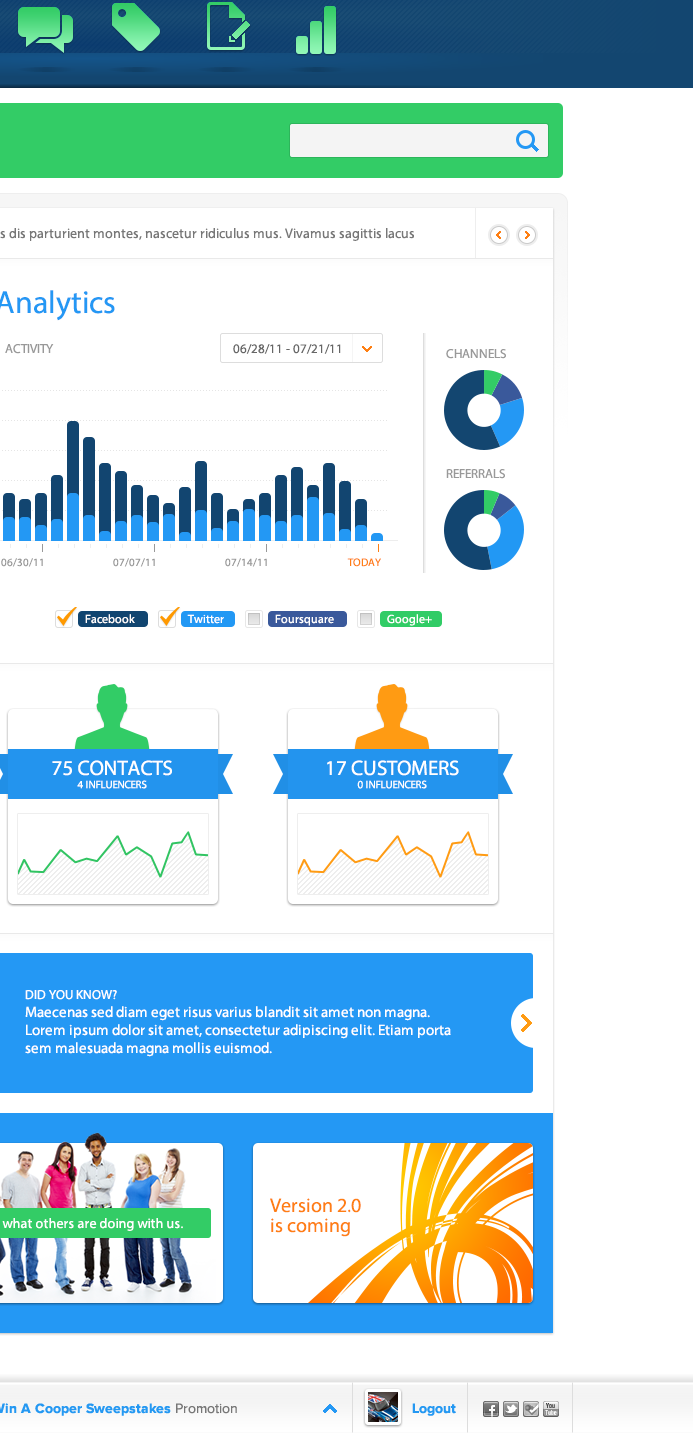 s dis parturient montes, nascetur ridiculus mus. Vivamus sagittis lacus
Analytics
ACTIVITY
06/28/11 - 07/21/11
CHANNELS
REFERRALS
06/30/11 07/07/11 07/14/11 TODAY
Facebook Twitter Foursquare Google+
75 CONTACTS
4 INFLUENCERS
17 CUSTOMERS
0 INFLUENCERS
DID YOU KNOW?
Maecenas sed diam eget risus varius blandit sit amet non magna.
Lorem ipsum dolor sit amet, consectetur adipiscing elit. Etiam porta
sem malesuada magna mollis euismod.
what others are doing with us.
Version 2.0
is coming
Win A Cooper Sweepstakes Promotion
Logout
You
Tube